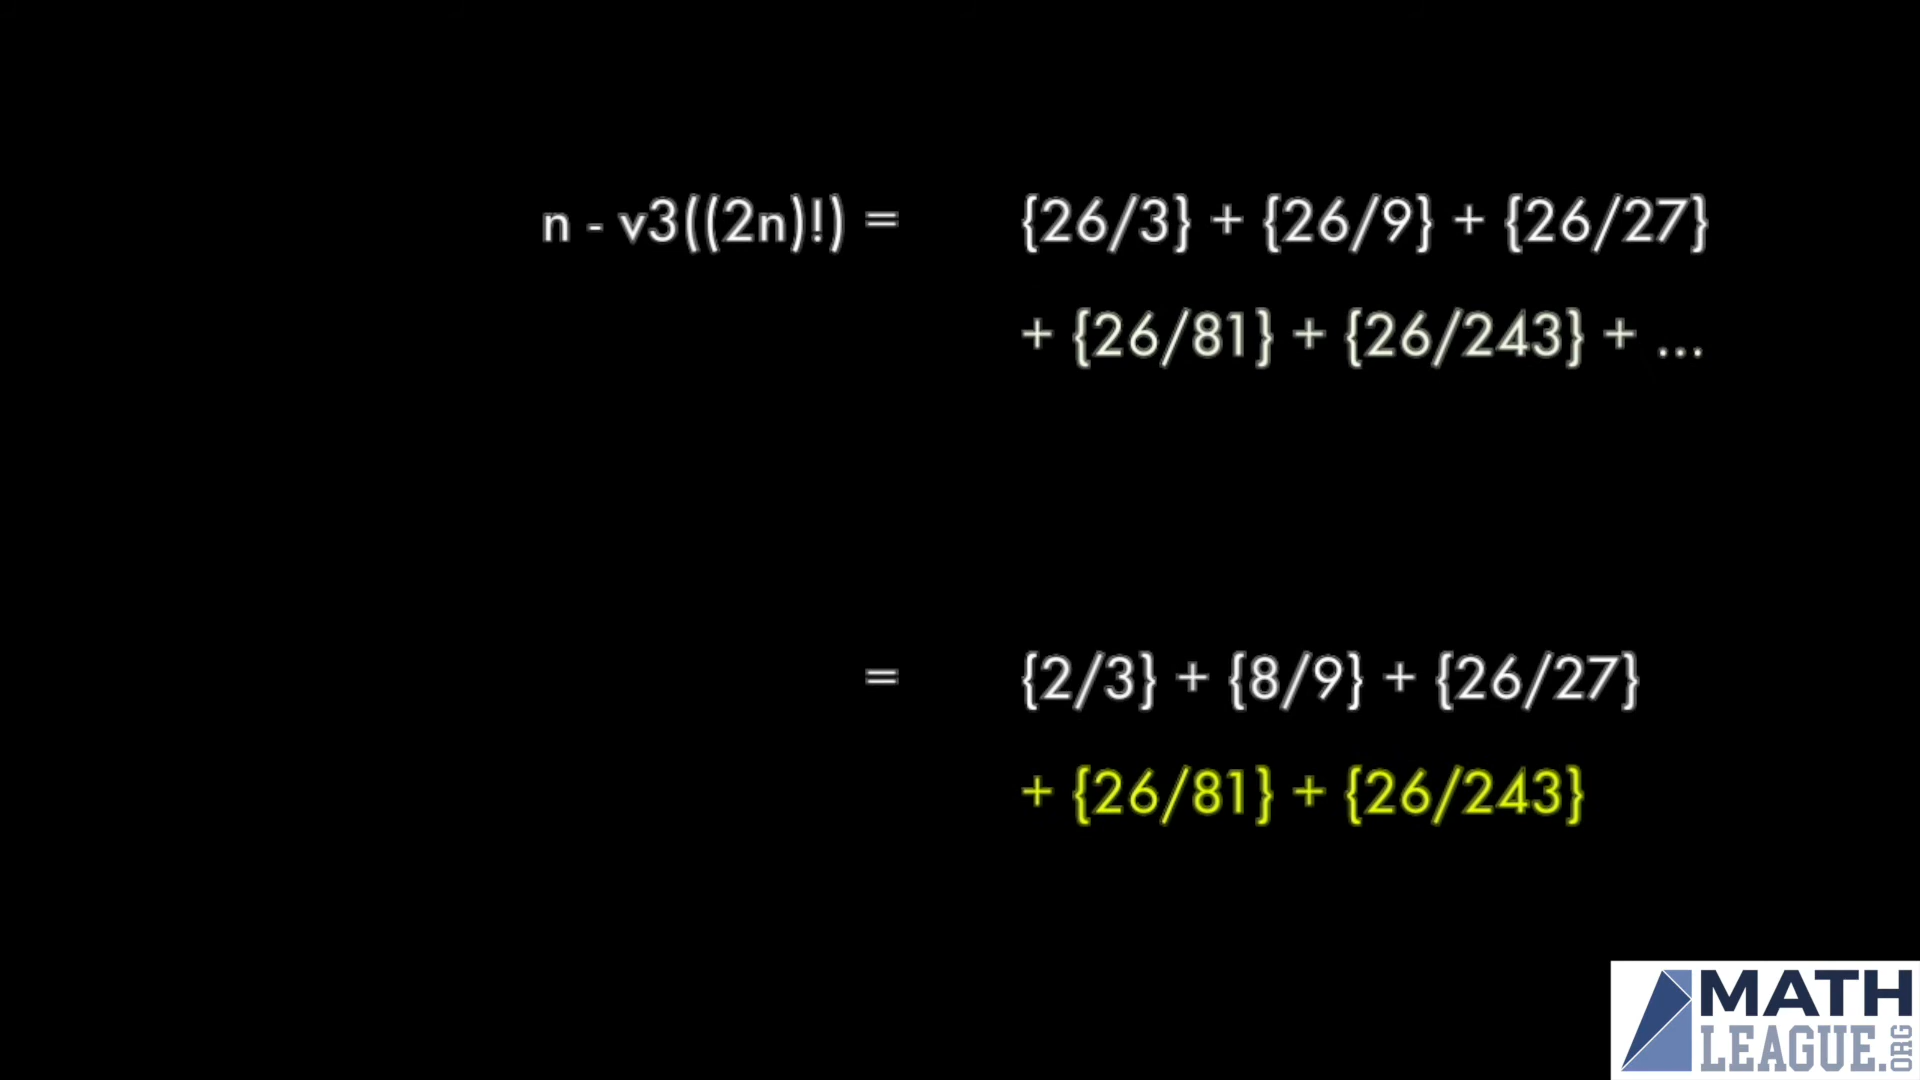 n - v3((2n)!) = {26/3} + {26/9} + {26/27}
+ {26/81} + {26/243} + ...
= {2/3} + {8/9} + {26/27}
+ {26/81} + {26/243}
MATH
LEAGUE.ORG